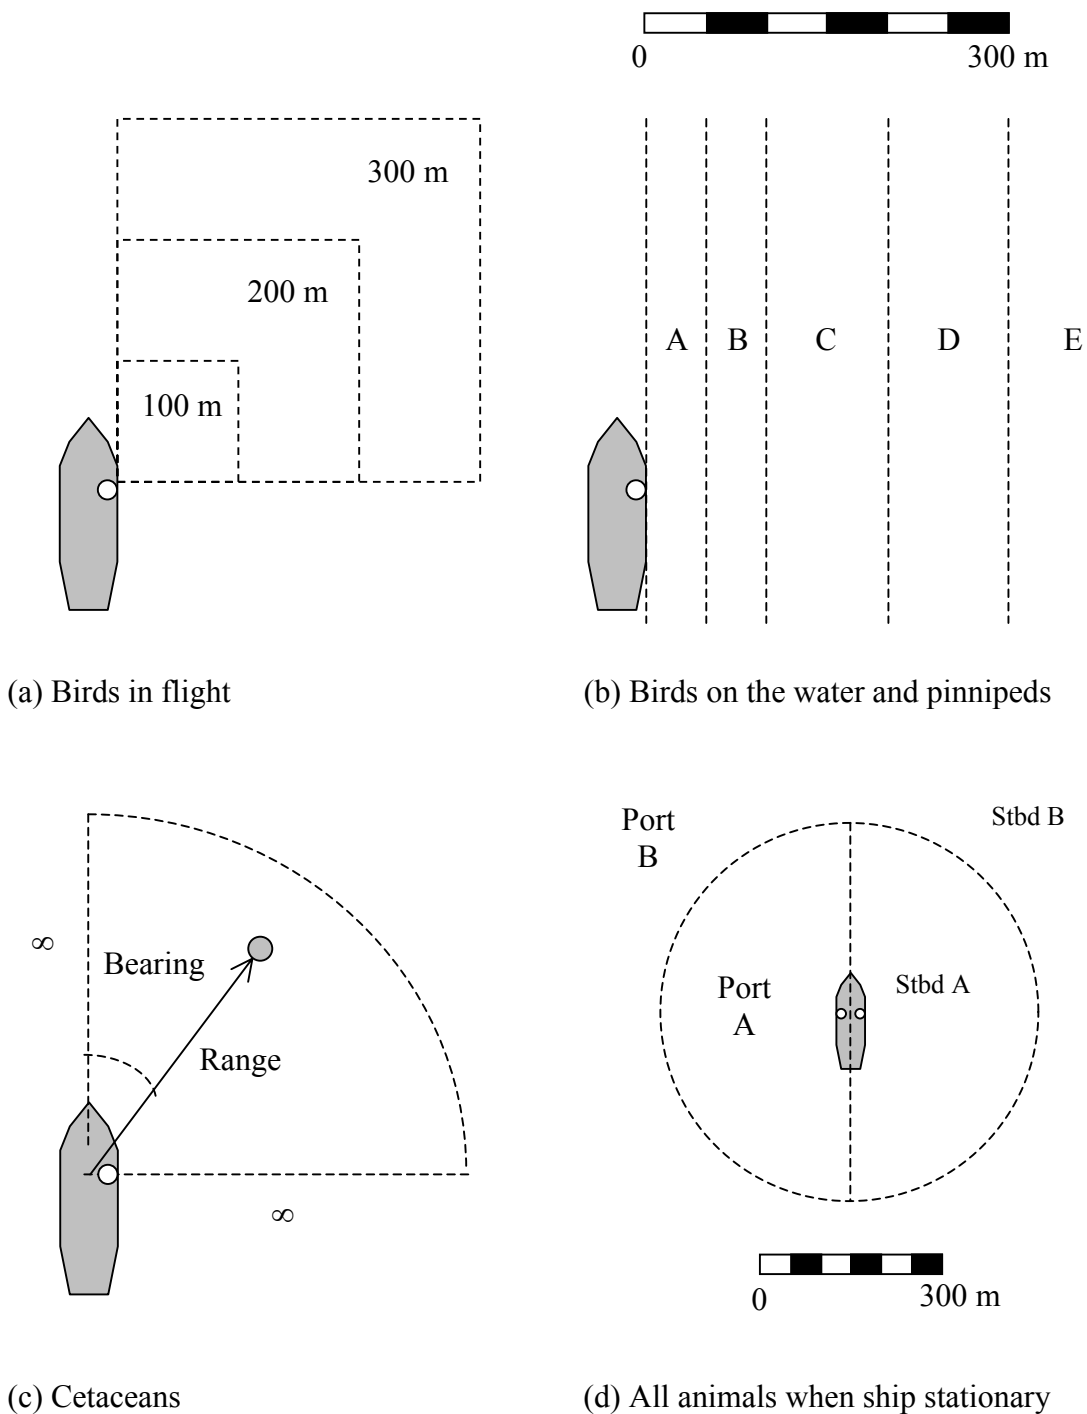 0
300 m
300 m
200 m
100 m
A
B
C
D
E
(a) Birds in flight
(b) Birds on the water and pinnipeds
Port
B
Stbd B
∞
Bearing
Range
∞
Port
A
Stbd A
0
300 m
(c) Cetaceans
(d) All animals when ship stationary